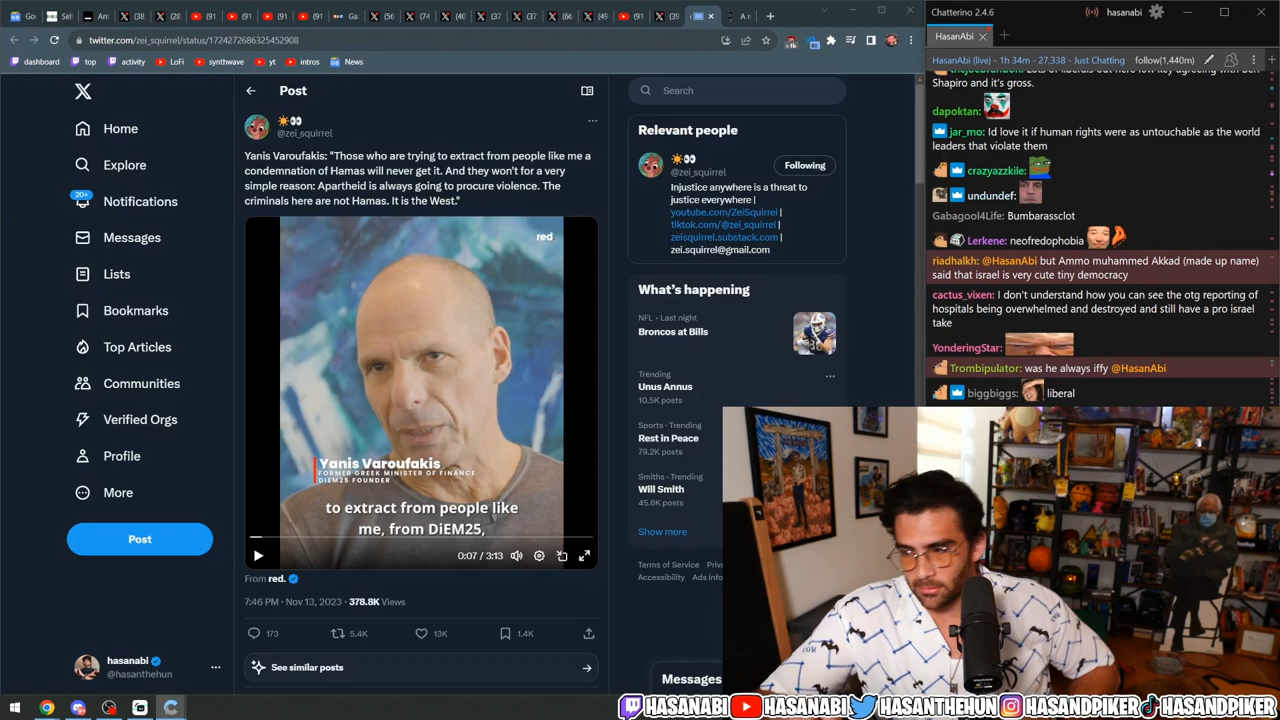 twitter.com/zei_squirrel/status/1724272686325452908
dashboard
top
activity
LoFi
synthwave
yt
intros
News
Home
Explore
20+
Notifications
Messages
Lists
Bookmarks
Top Articles
Communities
Verified Orgs
Profile
More
Post
hasanabi
@hasanthehun
Post
@zei_squirrel
Yanis Varoufakis: "Those who are trying to extract from people like me a
condemnation of Hamas will never get it. And they won't for a very
simple reason: Apartheid is always going to procure violence. The
criminals here are not Hamas. It is the West."
red.
Yanis Varoufakis
FORMER GREEK MINISTER OF FINANCE
DIEM25 FOUNDER
to extract from people like
me, from DiEM25,
0:07 / 3:13
From red.
7:46 PM · Nov 13, 2023 · 378.8K Views
173
5.4K
13K
1.4K
See similar posts
Search
Relevant people
@zei_squirrel
Following
Injustice anywhere is a threat to
justice everywhere |
youtube.com/ZeiSquirrel |
tiktok.com/@zei_squirrel |
zeisquirrel.substack.com |
zei.squirrel@gmail.com
What's happening
NFL · Last night
Broncos at Bills
Trending
Unus Annus
10.5K posts
Sports · Trending
Rest in Peace
79.2K posts
Smiths · Trending
Will Smith
45.6K posts
Show more
Terms of Service
Accessibility
Messages
Chatterino 2.4.6
hasanabi
HasanAbi
HasanAbi (live) - 1h 34m - 27,338 - Just Chatting
follow(1,440m)
Shapiro and it's gross.
dapoktan:
jar_mo: Id love it if human rights were as untouchable as the world
leaders that violate them
crazyazzkile:
undundef:
Gabagool4Life: Bumbarassclot
Lerkene: neofredophobia
riadhalkh: @HasanAbi but Ammo muhammed Akkad (made up name)
said that israel is very cute tiny democracy
cactus_vixen: I don't understand how you can see the otg reporting of
hospitals being overwhelmed and destroyed and still have a pro israel
take
YonderingStar:
Trombipulator: was he always iffy @HasanAbi
biggbiggs: liberal
HASANABI
HASANABI
HASANTHEHUN
HASANDPIKER
HASANDPIKER